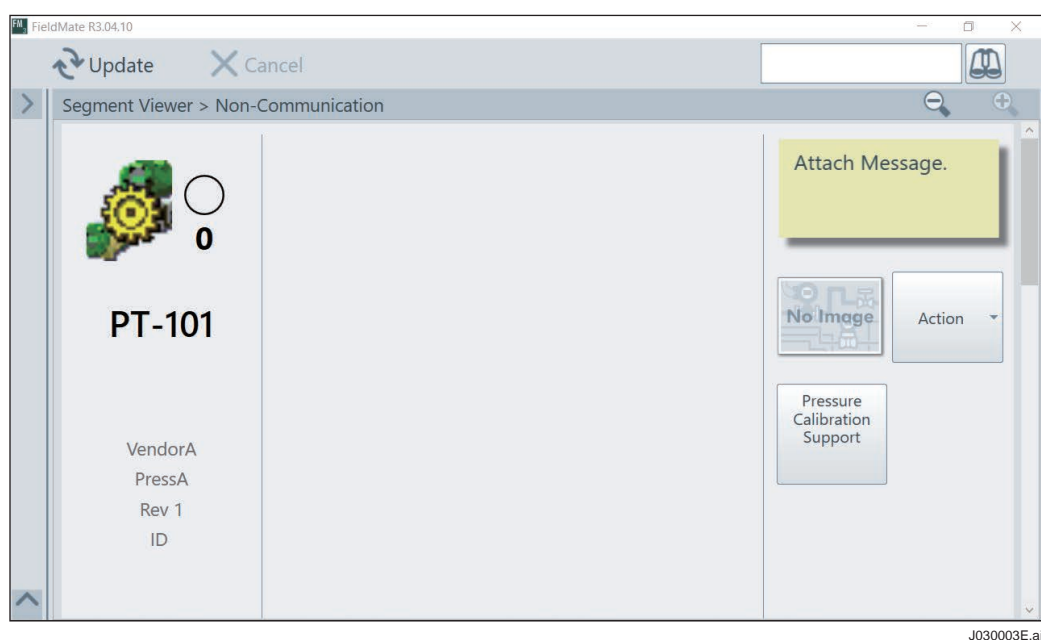 FM
FieldMate R3.04.10
Update
Cancel
Segment Viewer > Non-Communication
0
PT-101
VendorA
PressA
Rev 1
ID
Attach Message.
No Image
Action
Pressure
Calibration
Support
J030003E.ai